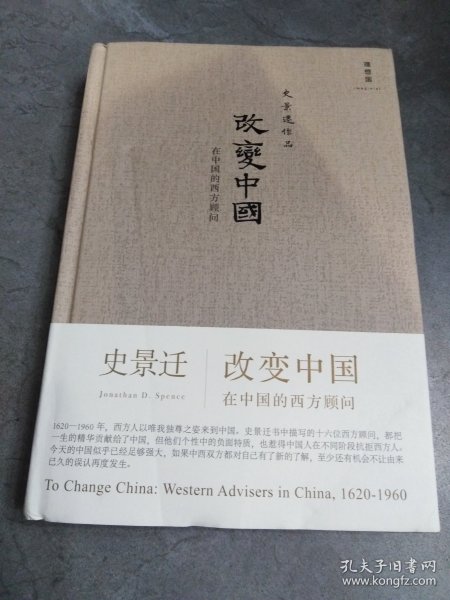 理想国
imaginist
史景遷作品
改變中國
在中国的西方顾问
史景迁
Jonathan D. Spence
改变中国
在中国的西方顾问
1620—1960年，西方人以唯我独尊之姿来到中国。史景迁书中描写的十六位西方顾问，都把
一生的精华贡献给了中国，但他们个性中的负面特质，也惹得中国人在不同阶段抗拒西方人。
今天的中国似乎已经足够强大，如果中西双方都对自己有了新的了解，至少还有机会不让由来
已久的误认再度发生。
To Change China: Western Advisers in China, 1620-1960
孔夫子旧书网
www.kongfz.com